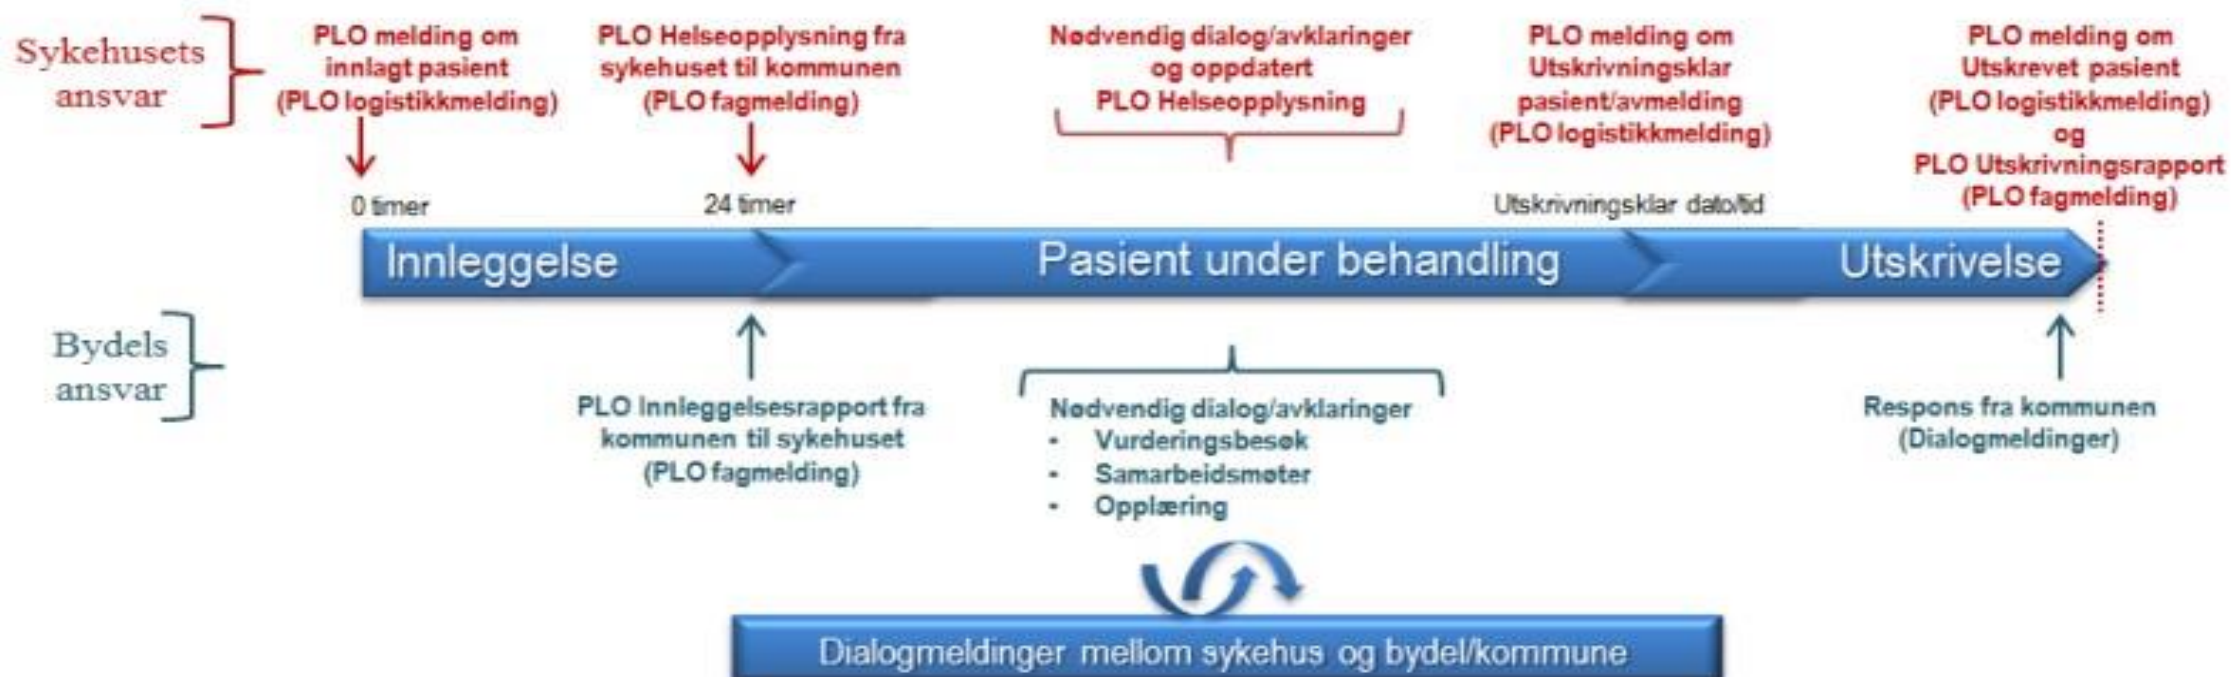 Sykehusets
ansvar
PLO melding om
innlagt pasient
(PLO logistikkmelding)
PLO Helseopplysning fra
sykehuset til kommunen
(PLO fagmelding)
Nødvendig dialog/avklaringer
og oppdatert
PLO Helseopplysning
PLO melding om
Utskrivningsklar
pasient/avmelding
(PLO logistikkmelding)
PLO melding om
Utskrevet pasient
(PLO logistikkmelding)
og
PLO Utskrivningsrapport
(PLO fagmelding)
0 timer
24 timer
Utskrivningsklar dato/tid
Innleggelse
Pasient under behandling
Utskrivelse
Bydels
ansvar
PLO Innleggelsesrapport fra
kommunen til sykehuset
(PLO fagmelding)
Nødvendig dialog/avklaringer
- Vurderingsbesøk
- Samarbeidsmøter
- Opplæring
Respons fra kommunen
(Dialogmeldinger)
Dialogmeldinger mellom sykehus og bydel/kommune